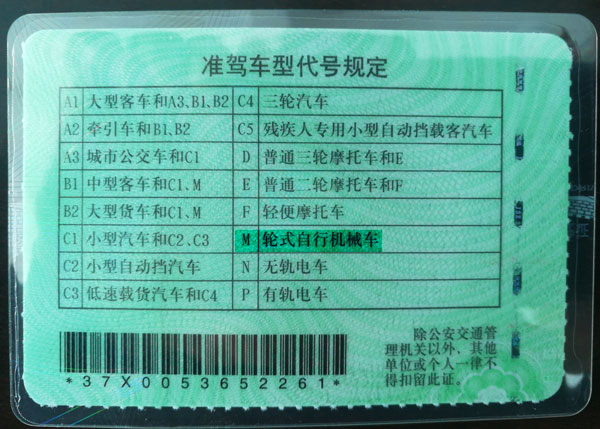 准驾车型代号规定
A1 大型客车和A3、B1、B2 C4 三轮汽车
A2 牵引车和B1、B2 C5 残疾人专用小型自动挡载客汽车
A3 城市公交车和C1 D 普通三轮摩托车和E
B1 中型客车和C1、M E 普通二轮摩托车和F
B2 大型货车和C1、M F 轻便摩托车
C1 小型汽车和C2、C3 M 轮式自行机械车
C2 小型自动挡汽车 N 无轨电车
C3 低速载货汽车和C4 P 有轨电车
除公安交通管
理机关以外、其他
单位或个人一律不
得扣留此证。
*37X0053652261*